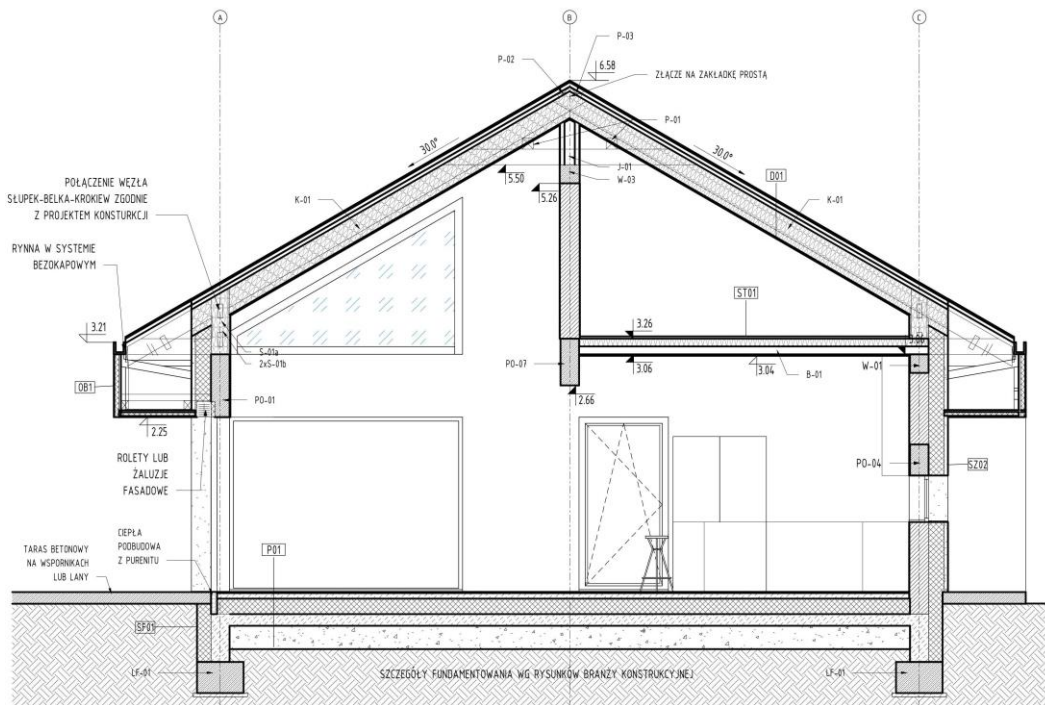 A
B
C
P-03
P-02
6.58
ZŁĄCZE NA ZAKŁADKĘ PROSTĄ
P-01
30.0°
30.0°
J-01
W-03
5.50
5.26
D01
POŁĄCZENIE WĘZŁA
SŁUPEK-BELKA-KROKIEW ZGODNIE
Z PROJEKTEM KONSTURKCJI
K-01
K-01
RYNNA W SYSTEMIE
BEZOKAPOWYM
ST01
3.21
3.26
S-01a
2xS-01b
PO-07
3.06
3.04
B-01
W-01
OB1
PO-01
2.66
2.25
ROLETY LUB
ŻALUZJE
FASADOWE
PO-04
SZ02
CIEPŁA
PODBUDOWA
Z PURENITU
TARAS BETONOWY
NA WSPORNIKACH
LUB LANY
P01
SF01
LF-01
SZCZEGÓŁY FUNDAMENTOWANIA WG RYSUNKÓW BRANŻY KONSTRUKCYJNEJ
LF-01